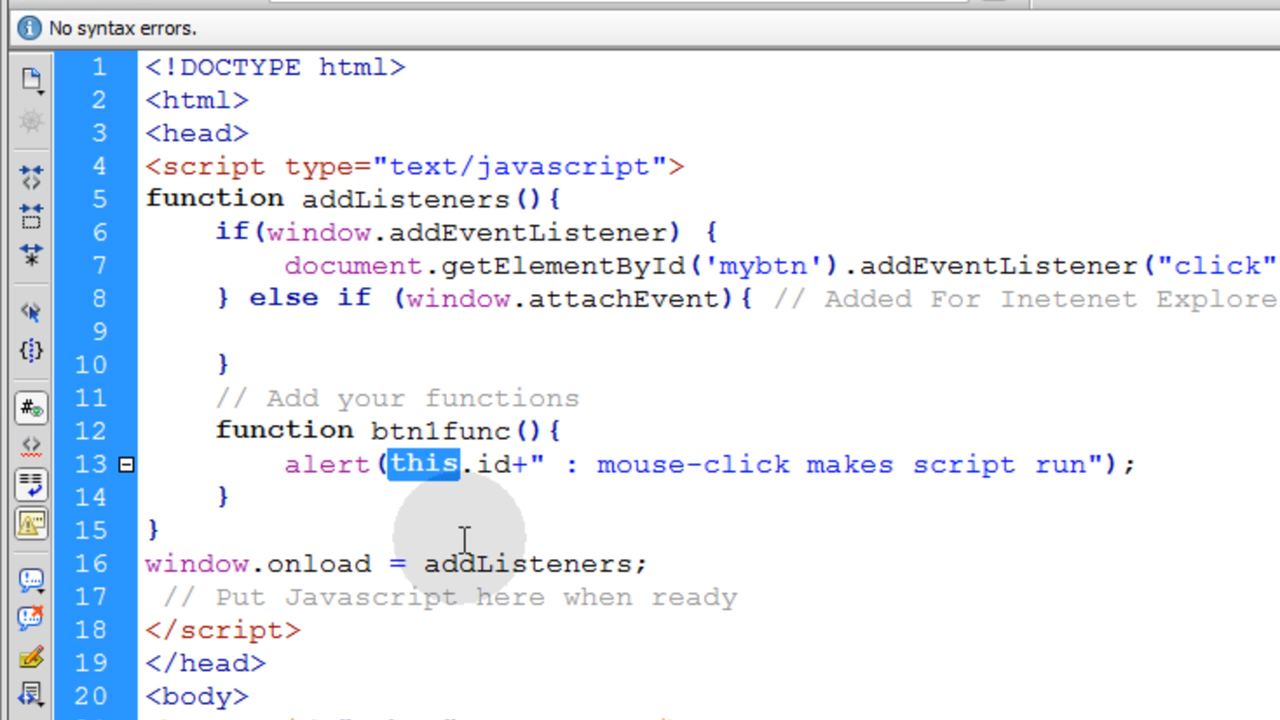 No syntax errors.
1 <!DOCTYPE html>
2 <html>
3 <head>
4 <script type="text/javascript">
5 function addListeners(){
6 if(window.addEventListener) {
7 document.getElementById('mybtn').addEventListener("click"
8 } else if (window.attachEvent){ // Added For Inetenet Explore
9
10 }
11 // Add your functions
12 function btn1func(){
13 alert(this.id+" : mouse-click makes script run");
14 }
15 }
16 window.onload = addListeners;
17 // Put Javascript here when ready
18 </script>
19 </head>
20 <body>